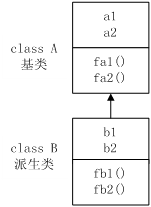 a1
a2
class A
基类
fa1()
fa2()
b1
b2
class B
派生类
fb1()
fb2()